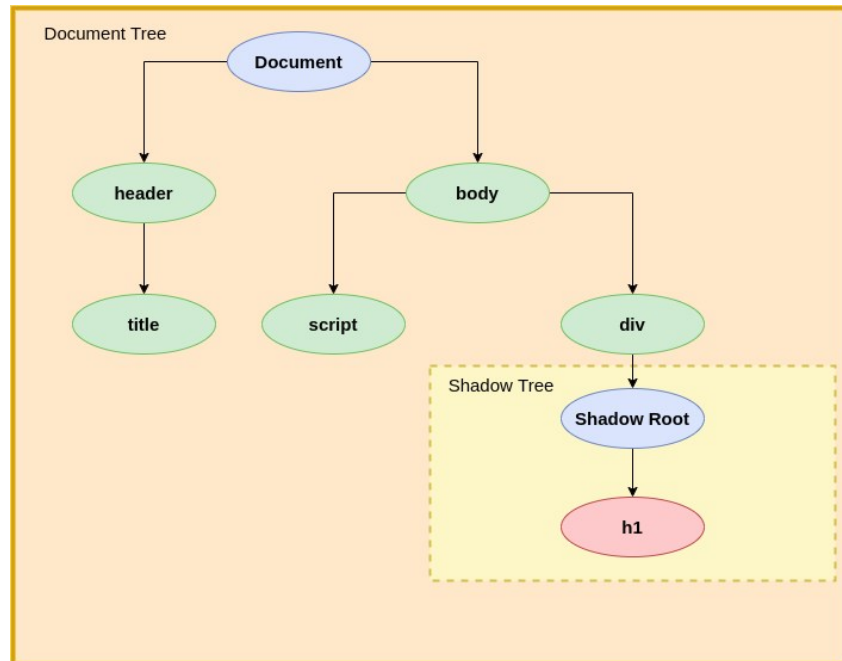 Document Tree
Document
header
body
title
script
div
Shadow Tree
Shadow Root
h1